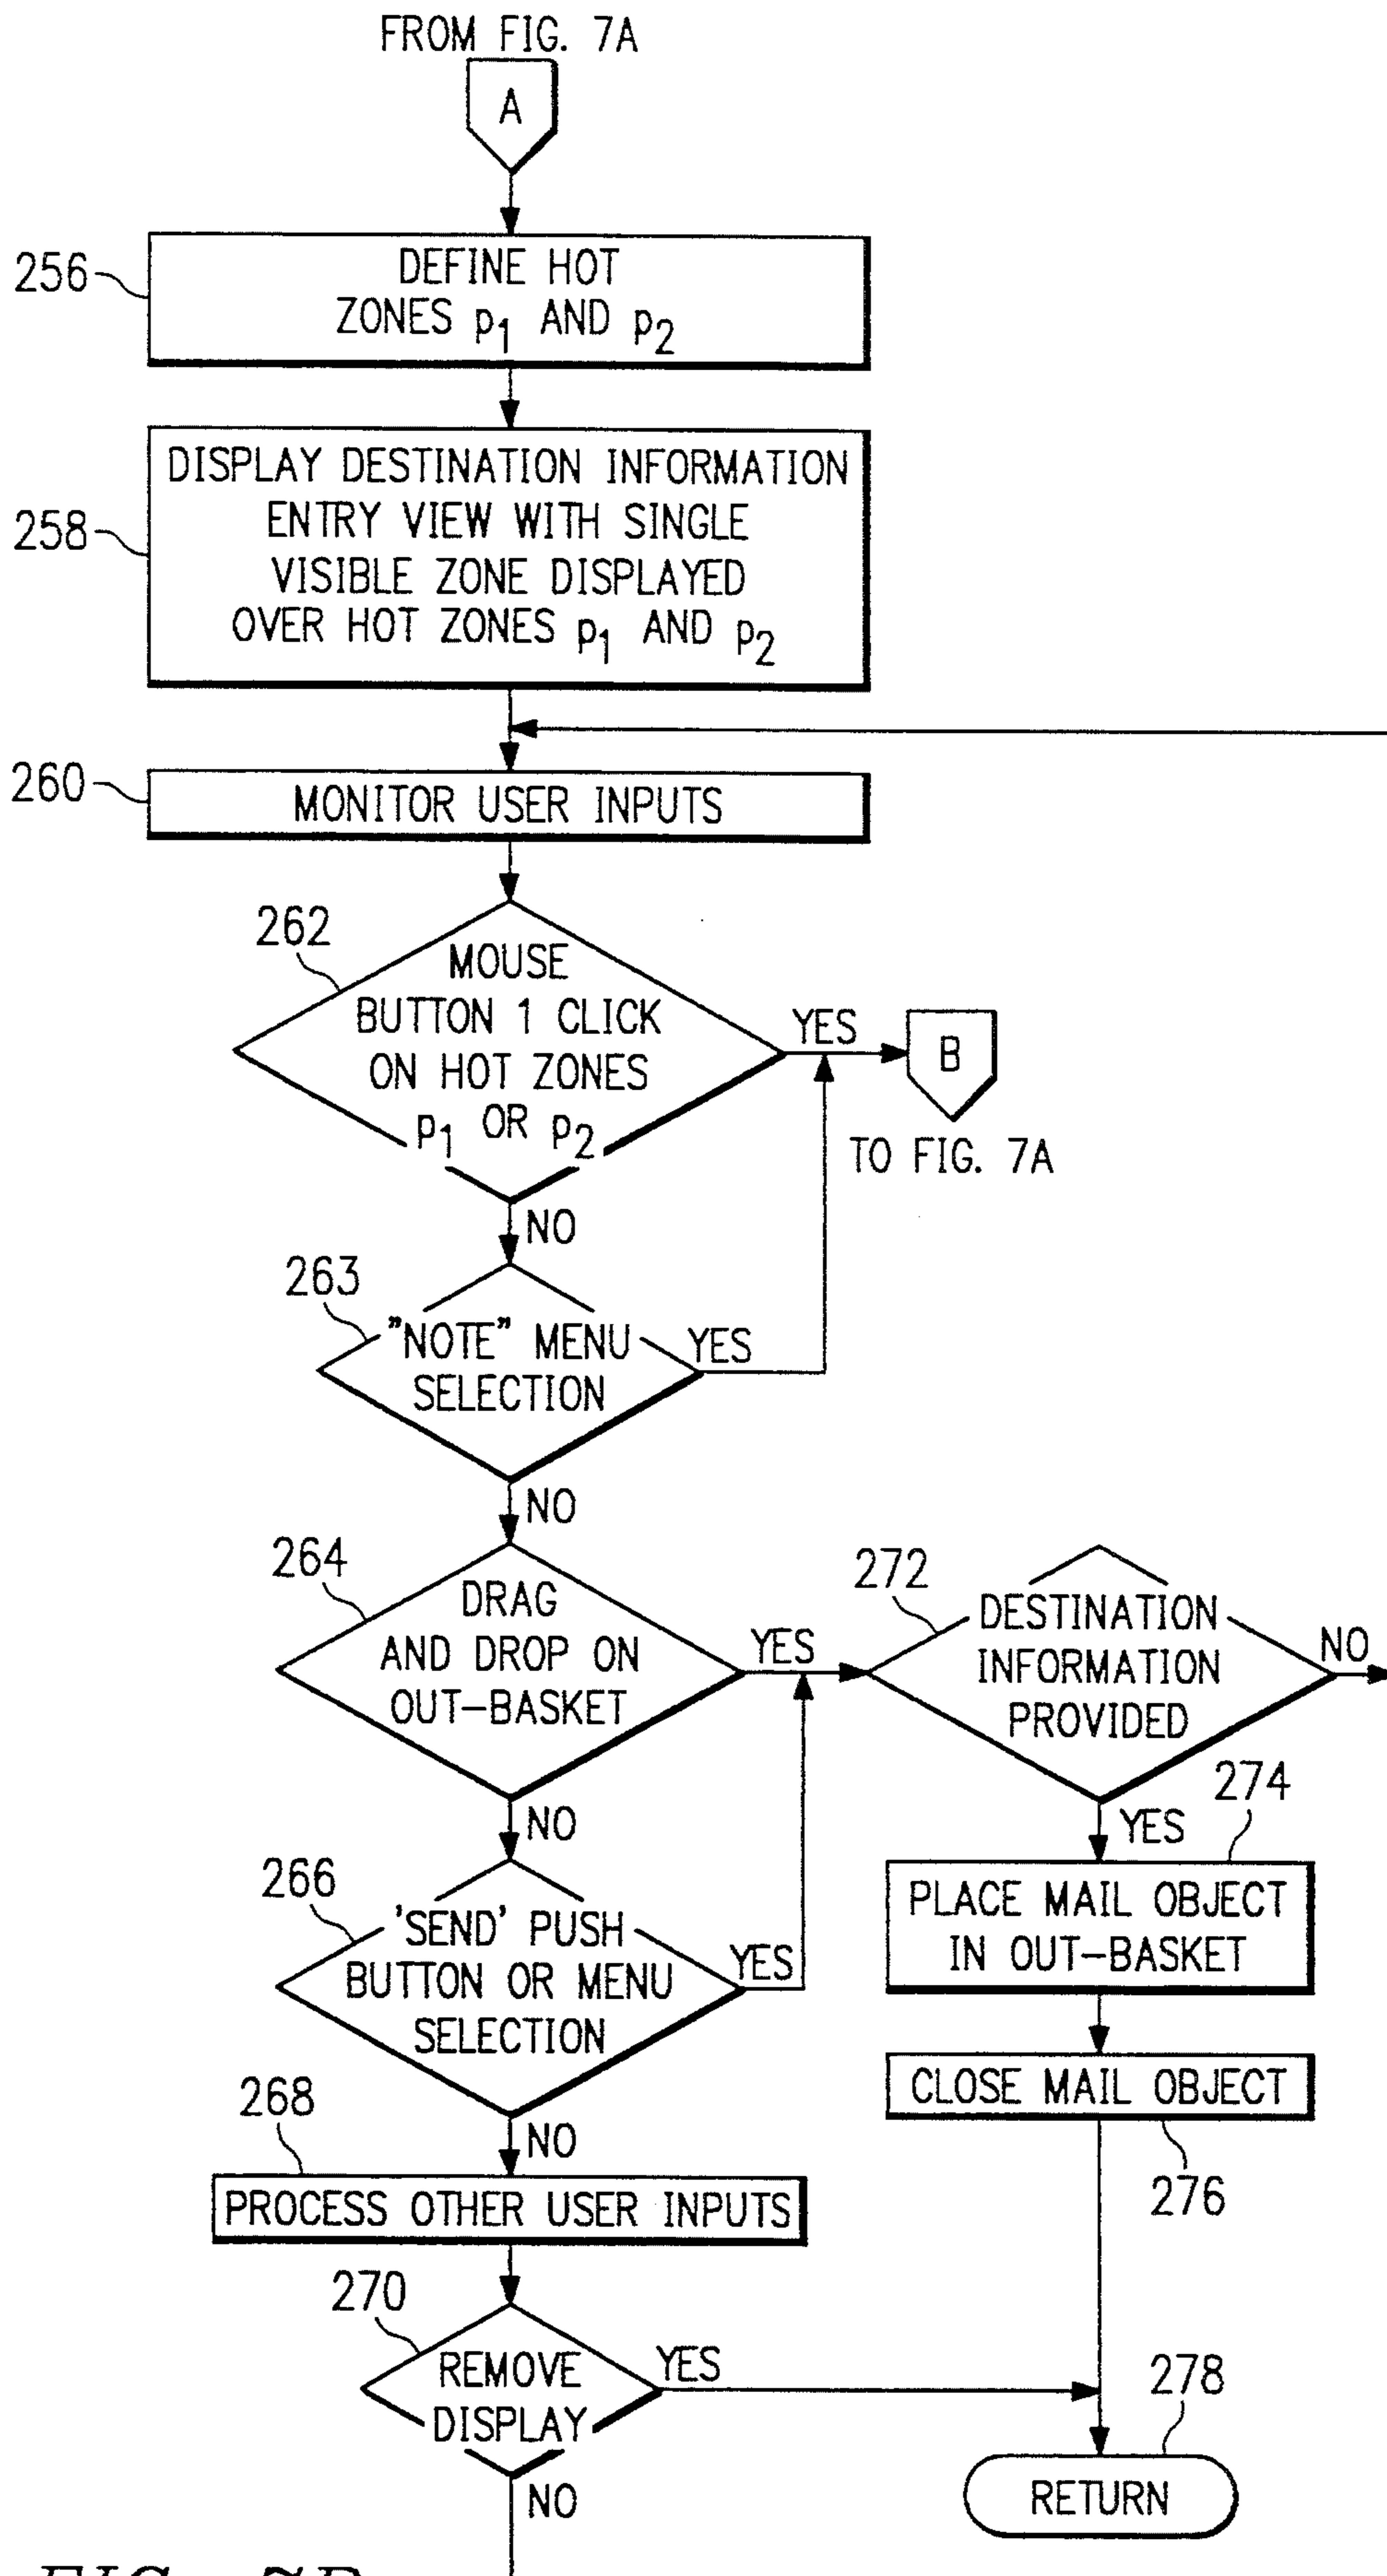 FROM FIG. 7A
A
256
DEFINE HOT
ZONES p1 AND p2
258
DISPLAY DESTINATION INFORMATION
ENTRY VIEW WITH SINGLE
VISIBLE ZONE DISPLAYED
OVER HOT ZONES p1 AND p2
260
MONITOR USER INPUTS
262
MOUSE
BUTTON 1 CLICK
ON HOT ZONES
p1 OR p2
YES
B
TO FIG. 7A
NO
263
"NOTE" MENU
SELECTION
YES
NO
264
DRAG
AND DROP ON
OUT-BASKET
YES
272
DESTINATION
INFORMATION
PROVIDED
NO
NO
YES
274
266
'SEND' PUSH
BUTTON OR MENU
SELECTION
YES
PLACE MAIL OBJECT
IN OUT-BASKET
CLOSE MAIL OBJECT
276
NO
268
PROCESS OTHER USER INPUTS
270
REMOVE
DISPLAY
YES
278
RETURN
NO